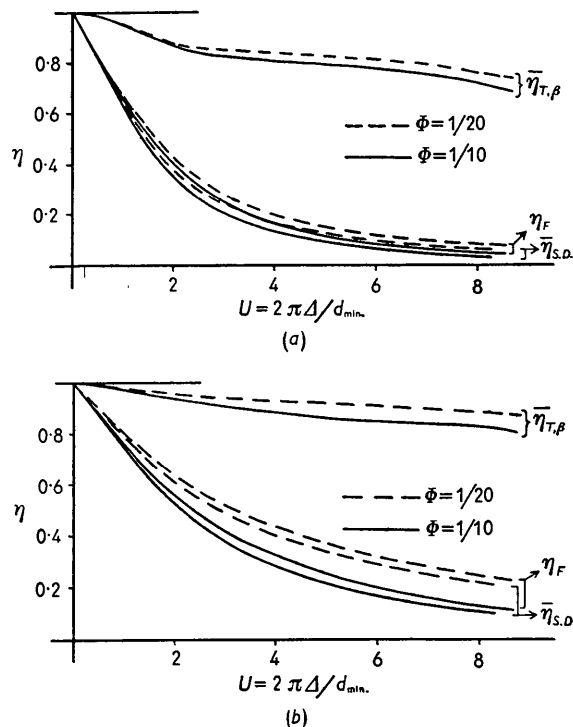 0·8
η̄T,β
0·6
Φ=1/20
η
Φ=1/10
0·4
0·2
ηF
η̄S.D.
2
4
6
8
U = 2πΔ/dmin.
(a)
0·8
η̄T,β
0·6
Φ=1/20
η
Φ=1/10
0·4
ηF
0·2
η̄S.D.
2
4
6
8
U = 2πΔ/dmin.
(b)